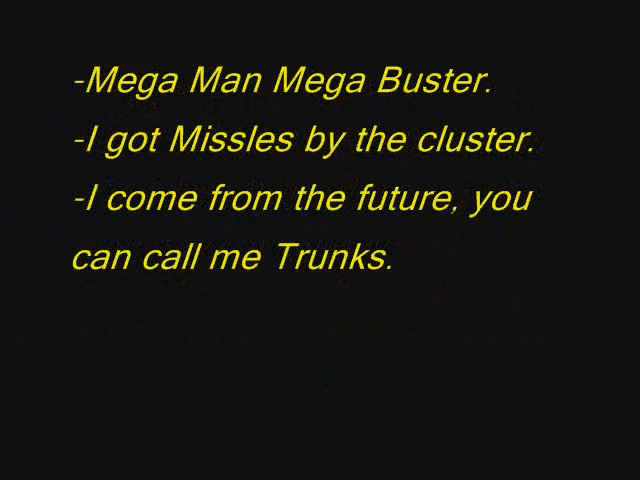 -Mega Man Mega Buster.
-I got Missles by the cluster.
-I come from the future, you
can call me Trunks.